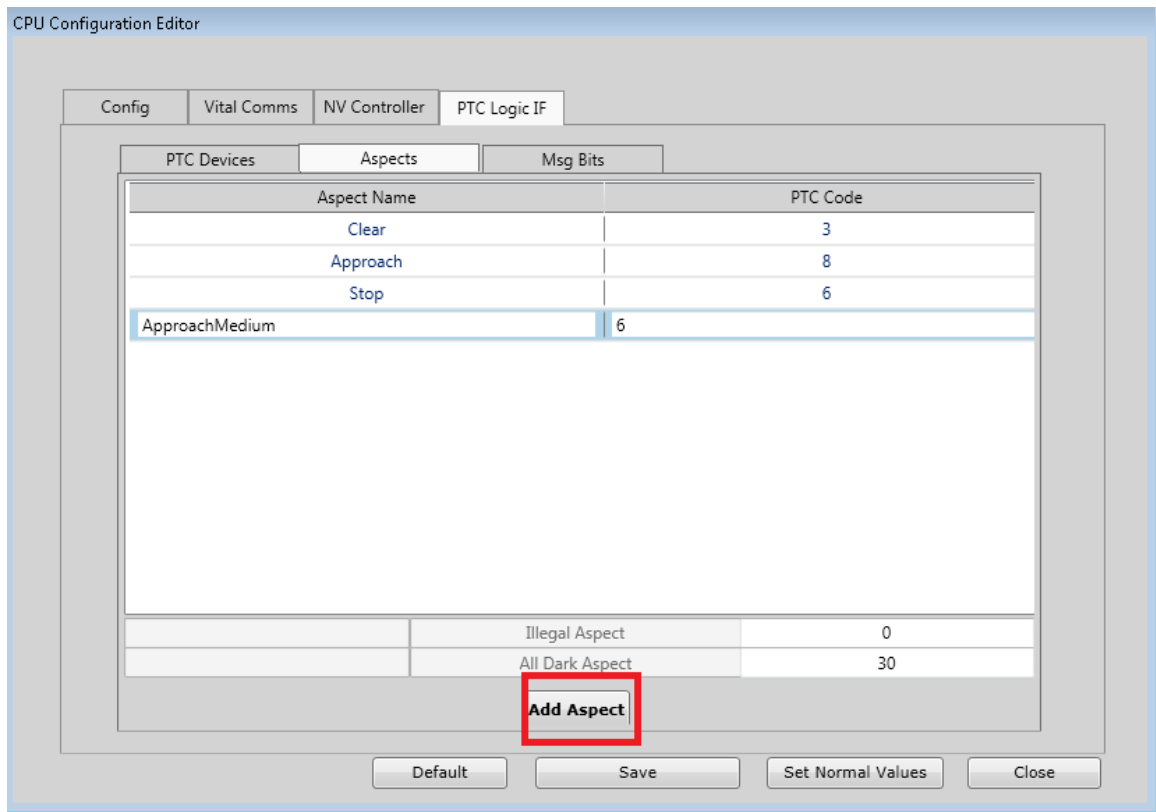 CPU Configuration Editor
Config Vital Comms NV Controller PTC Logic IF
PTC Devices Aspects Msg Bits
Aspect Name PTC Code
Clear 3
Approach 8
Stop 6
ApproachMedium 6
Illegal Aspect 0
All Dark Aspect 30
Add Aspect
Default Save Set Normal Values Close